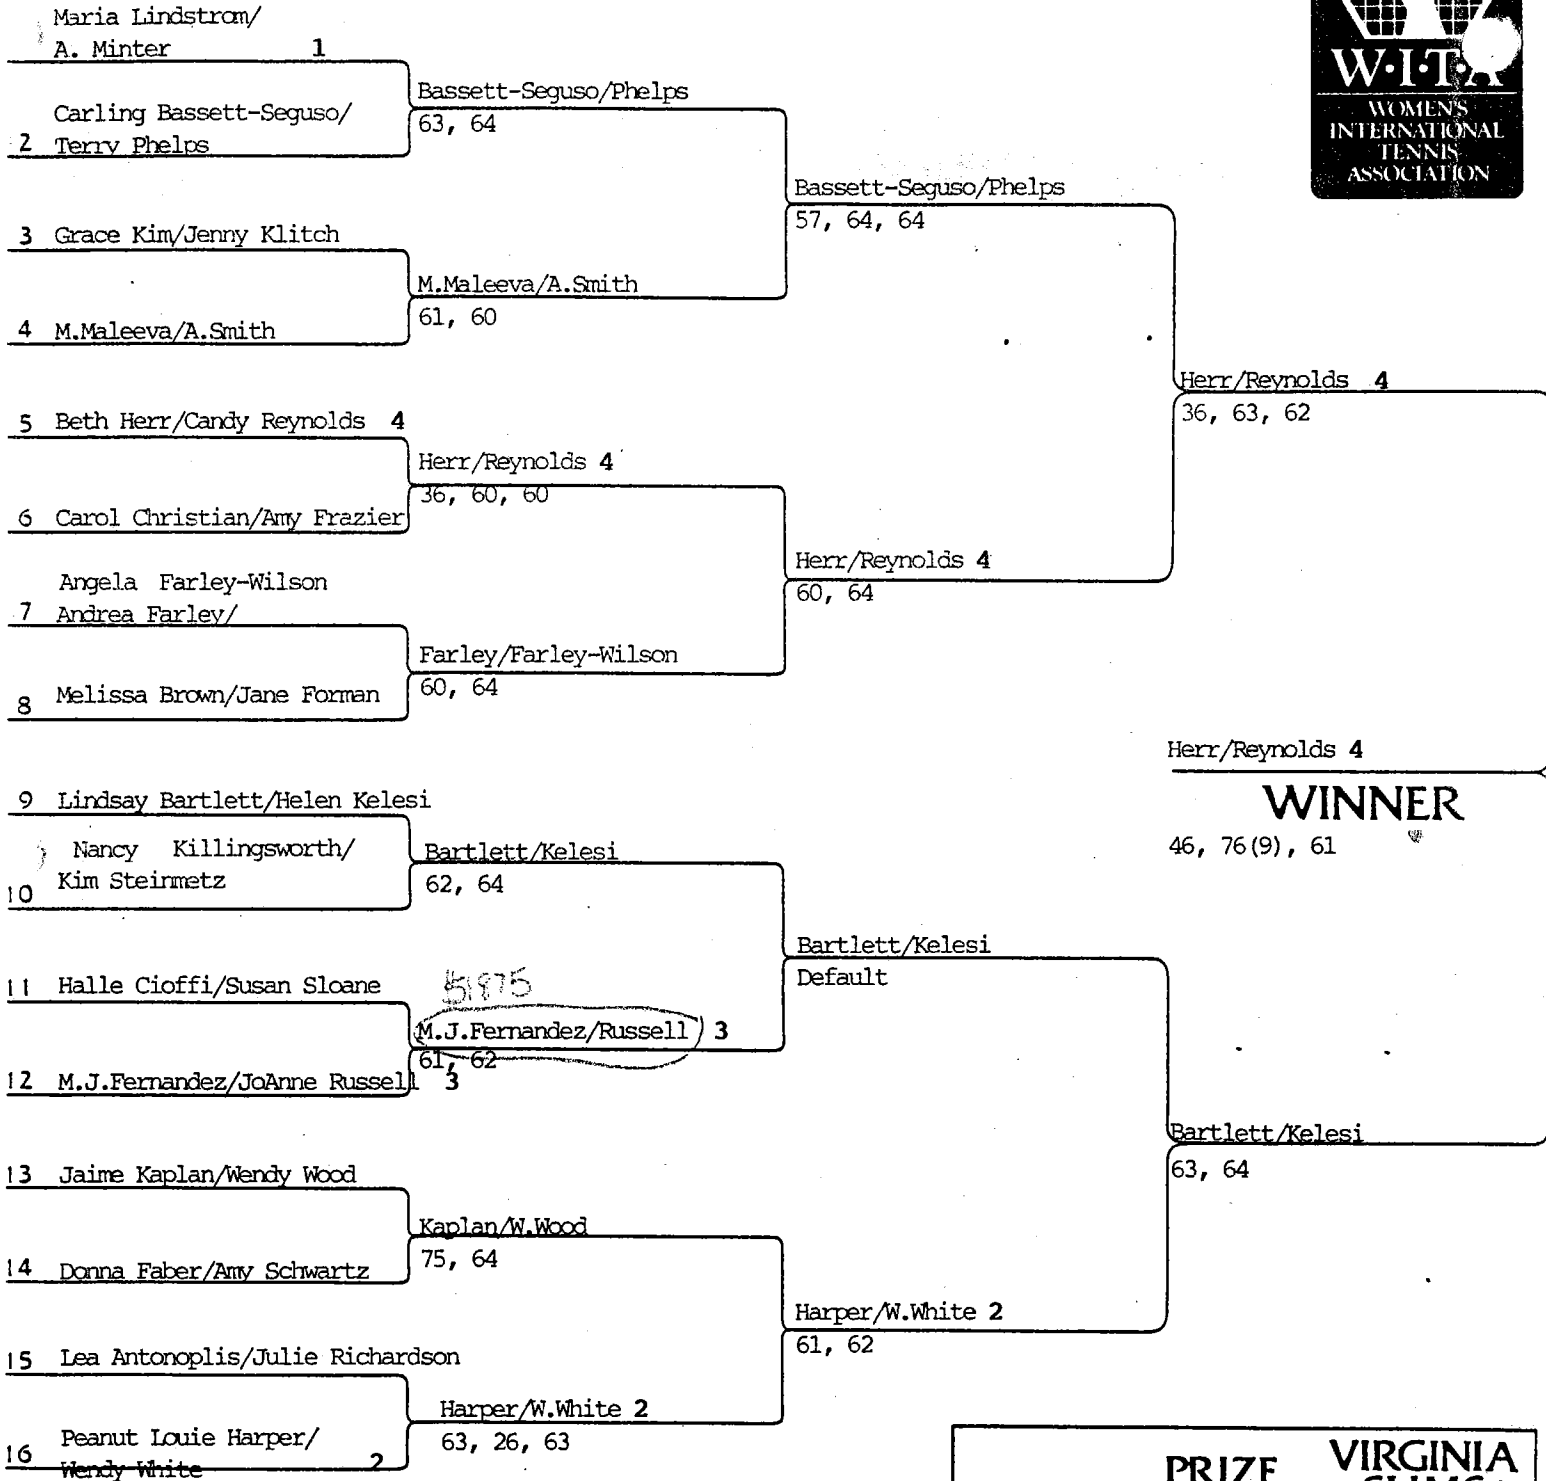 Maria Lindstrom/
A. Minter 1
2 Carling Bassett-Seguso/
Terry Phelps
Bassett-Seguso/Phelps
63, 64
3 Grace Kim/Jenny Klitch
4 M.Maleeva/A.Smith
M.Maleeva/A.Smith
61, 60
Bassett-Seguso/Phelps
57, 64, 64
5 Beth Herr/Candy Reynolds 4
6 Carol Christian/Amy Frazier
Herr/Reynolds 4
36, 60, 60
Angela Farley-Wilson
7 Andrea Farley/
8 Melissa Brown/Jane Forman
Farley/Farley-Wilson
60, 64
Herr/Reynolds 4
60, 64
Herr/Reynolds 4
36, 63, 62
9 Lindsay Bartlett/Helen Kelesi
Nancy Killingsworth/
10 Kim Steinmetz
Bartlett/Kelesi
62, 64
11 Halle Cioffi/Susan Sloane
12 M.J.Fernandez/JoAnne Russell 3
M.J.Fernandez/Russell 3
61, 62
Bartlett/Kelesi
Default
13 Jaime Kaplan/Wendy Wood
14 Donna Faber/Amy Schwartz
Kaplan/W.Wood
75, 64
15 Lea Antonoplis/Julie Richardson
Peanut Louie Harper/
16 Wendy White 2
Harper/W.White 2
63, 26, 63
Harper/W.White 2
61, 62
Bartlett/Kelesi
63, 64
Herr/Reynolds 4
WINNER
46, 76(9), 61
W·I·T·A
WOMEN'S
INTERNATIONAL
TENNIS
ASSOCIATION
PRIZE
VIRGINIA